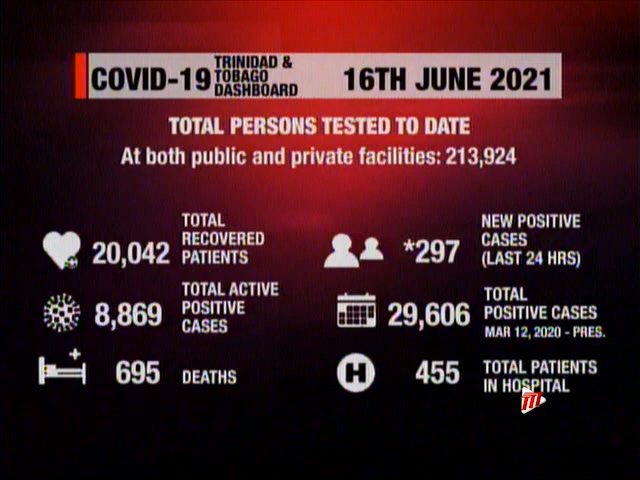 COVID-19 TRINIDAD &
TOBAGO
DASHBOARD
16TH JUNE 2021
TOTAL PERSONS TESTED TO DATE
At both public and private facilities: 213,924
20,042 TOTAL
RECOVERED
PATIENTS
*297 NEW POSITIVE
CASES
(LAST 24 HRS)
8,869 TOTAL ACTIVE
POSITIVE
CASES
29,606 TOTAL
POSITIVE CASES
MAR 12, 2020 - PRES.
695 DEATHS
H 455 TOTAL PATIENTS
IN HOSPITAL